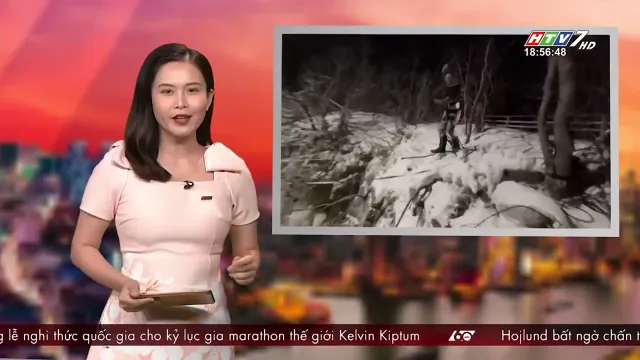 HTV7 HD
18:56:48
lễ nghi thức quốc gia cho kỷ lục gia marathon thế giới Kelvin Kiptum
Hojlund bất ngờ chấn